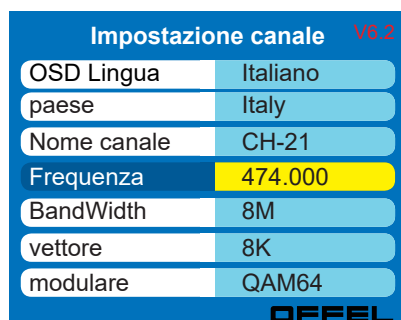 Impostazione canale V6.2
OSD Lingua Italiano
paese Italy
Nome canale CH-21
Frequenza 474.000
BandWidth 8M
vettore 8K
modulare QAM64